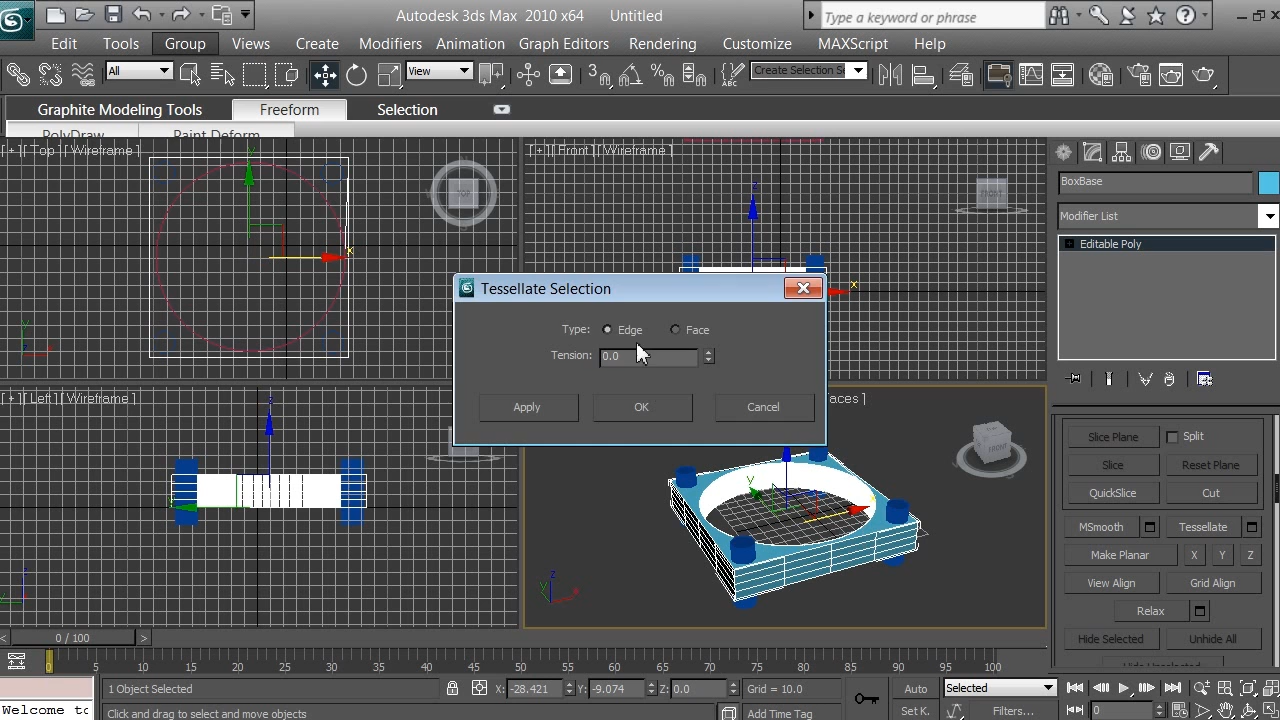 Autodesk 3ds Max 2010 x64 Untitled
Type a keyword or phrase
Edit Tools Group Views Create Modifiers Animation Graph Editors Rendering Customize MAXScript Help
All View Create Selection Se
Graphite Modeling Tools Freeform Selection
PolyDraw Paint Deform
[ + ] [ Top ] [ Wireframe ] [ + ] [ Front ] [ Wireframe ]
TOP FRONT
BoxBase
Modifier List
Editable Poly
Tessellate Selection
Type: Edge Face
Tension: 0.0
Apply OK Cancel
[ + ] [ Left ] [ Wireframe ] aces ]
FRONT
Slice Plane Split
Slice Reset Plane
QuickSlice Cut
MSmooth Tessellate
Make Planar X Y Z
View Align Grid Align
Relax
Hide Selected Unhide All
Hide Unselected
< 0 / 100 >
0 5 10 15 20 25 30 35 40 45 50 55 60 65 70 75 80 85 90 95 100
1 Object Selected X: -28.421 Y: -9.074 Z: 0.0 Grid = 10.0 Auto Selected
Welcome to Click and drag to select and move objects Add Time Tag Set K. Filters... 0